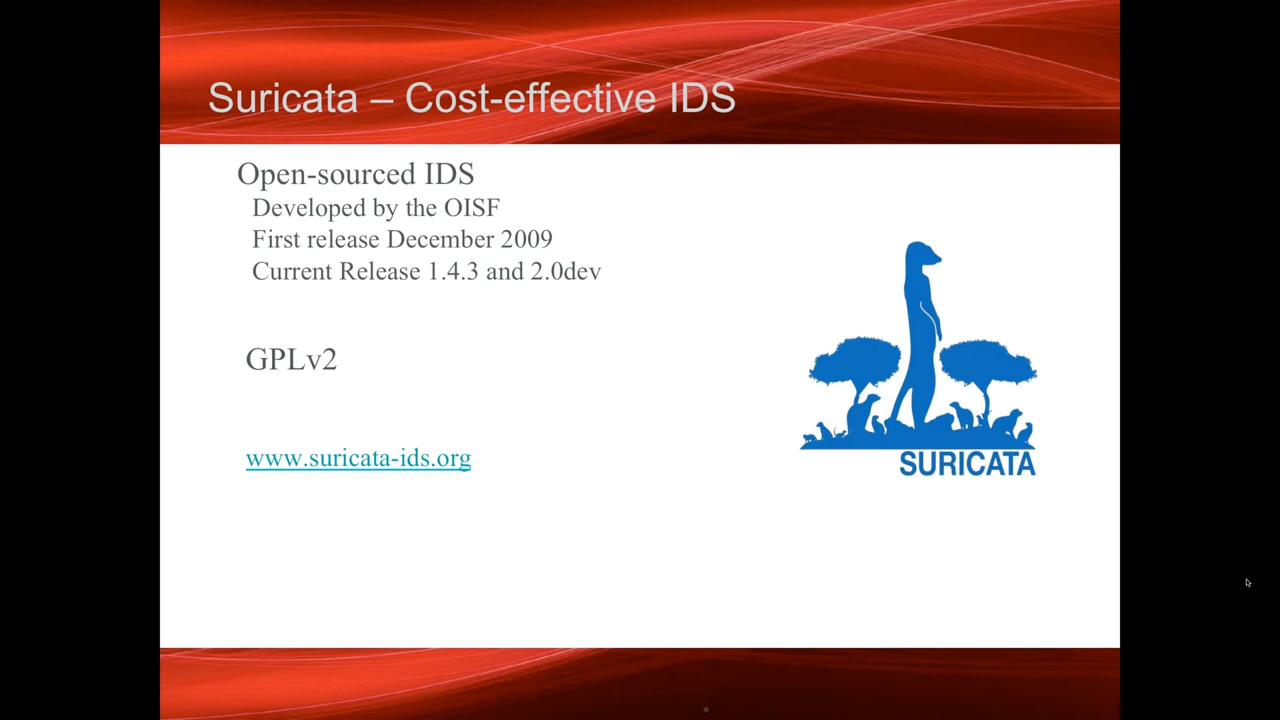 Suricata – Cost-effective IDS
Open-sourced IDS
Developed by the OISF
First release December 2009
Current Release 1.4.3 and 2.0dev
GPLv2
www.suricata-ids.org
SURICATA
*